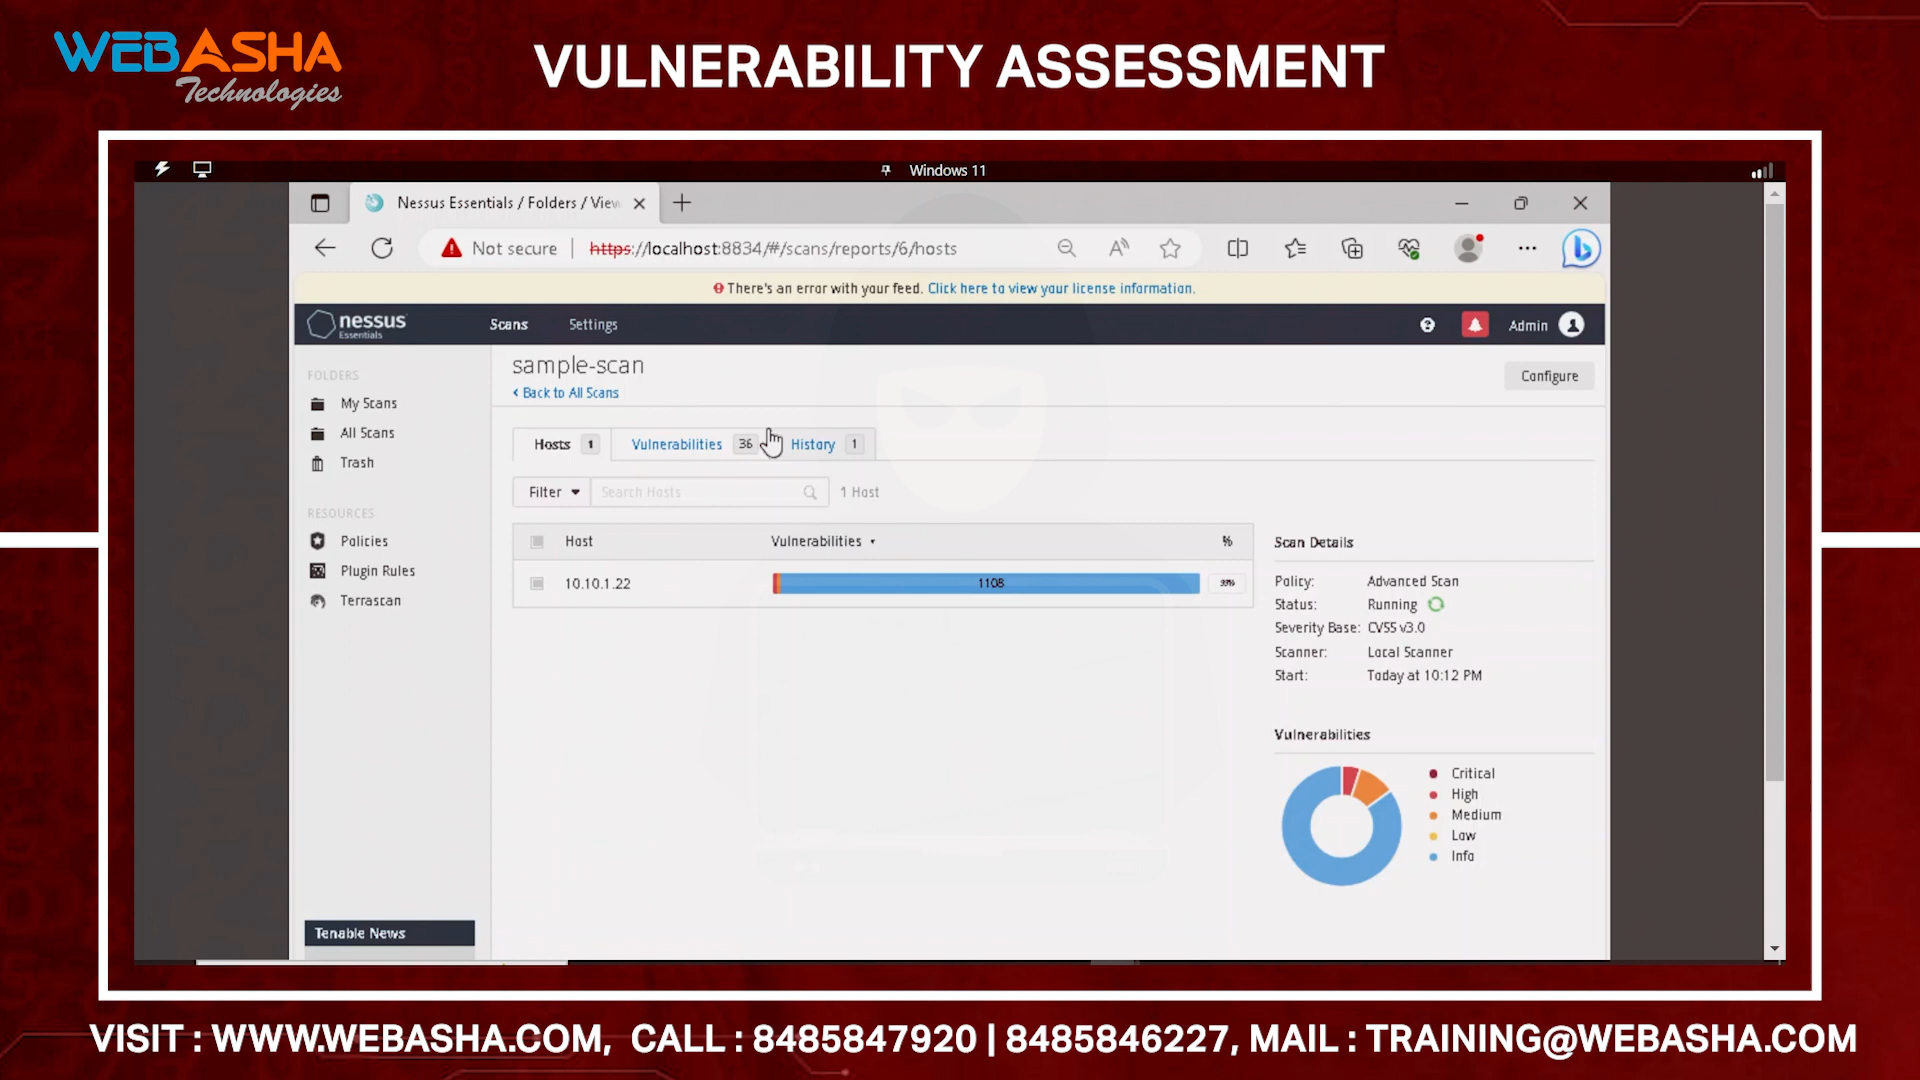 WEBASHA
Technologies
VULNERABILITY ASSESSMENT
Windows 11
Nessus Essentials / Folders / View
Not secure
https://localhost:8834/#/scans/reports/6/hosts
There's an error with your feed. Click here to view your license information.
nessus
Essentials
Scans
Settings
Admin
FOLDERS
My Scans
All Scans
Trash
RESOURCES
Policies
Plugin Rules
Terrascan
Tenable News
sample-scan
Back to All Scans
Configure
Hosts 1
Vulnerabilities 36
History 1
Filter
Search Hosts
1 Host
Host
Vulnerabilities
%
10.10.1.22
1108
99%
Scan Details
Policy: Advanced Scan
Status: Running
Severity Base: CVSS v3.0
Scanner: Local Scanner
Start: Today at 10:12 PM
Vulnerabilities
Critical
High
Medium
Low
Info
VISIT : WWW.WEBASHA.COM, CALL : 8485847920 | 8485846227, MAIL : TRAINING@WEBASHA.COM